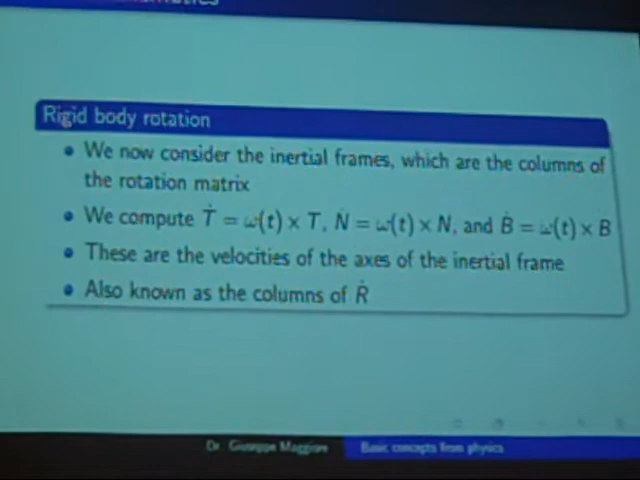 Rigid body rotation
• We now consider the inertial frames, which are the columns of
the rotation matrix
• We compute Ṫ = ω(t) × T, Ṅ = ω(t) × N, and Ḃ = ω(t) × B
• These are the velocities of the axes of the inertial frame
• Also known as the columns of Ṙ
Dr. Giuseppe Maggiore Basic concepts from physics